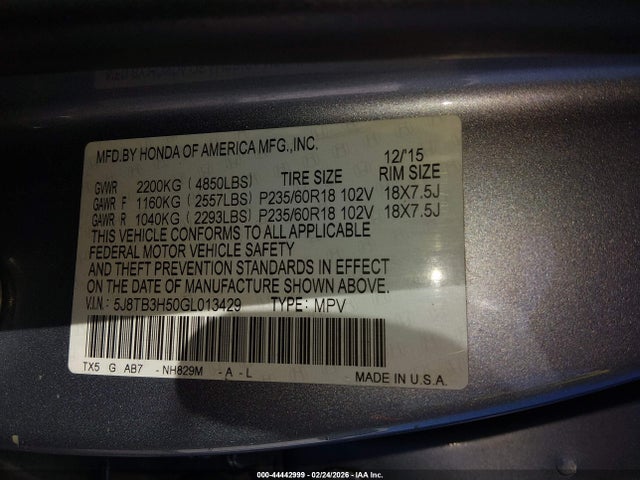 MFD.BY HONDA OF AMERICA MFG.,INC. 12/'15
GVWR 2200KG ( 4850LBS) TIRE SIZE RIM SIZE
GAWR F 1160KG ( 2557LBS) P235/60R18 102V 18X7.5J
GAWR R 1040KG ( 2293LBS) P235/60R18 102V 18X7.5J
THIS VEHICLE CONFORMS TO ALL APPLICABLE
FEDERAL MOTOR VEHICLE SAFETY
AND THEFT PREVENTION STANDARDS IN EFFECT
ON THE DATE OF MANUFACTURE SHOWN ABOVE.
V.I.N.: 5J8TB3H50GL013429 TYPE: MPV
TX5 G AB7 - NH829M - A - L
MADE IN U.S.A.
000-44442999 - 02/24/2026 - IAA Inc.